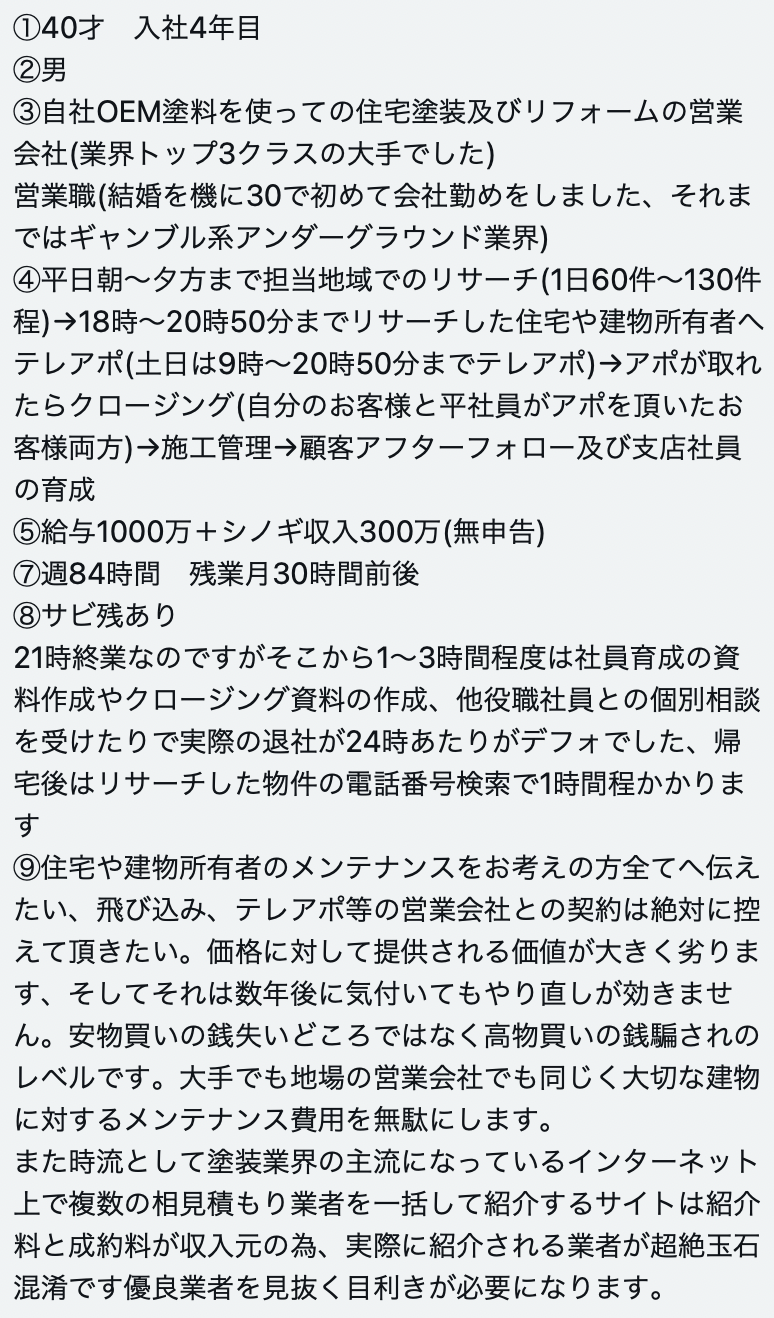 ①40才　入社4年目
②男
③自社OEM塗料を使っての住宅塗装及びリフォームの営業
会社(業界トップ3クラスの大手でした)
営業職(結婚を機に30で初めて会社勤めをしました、それま
ではギャンブル系アンダーグラウンド業界)
④平日朝〜夕方まで担当地域でのリサーチ(1日60件〜130件
程)→18時〜20時50分までリサーチした住宅や建物所有者へ
テレアポ(土日は9時〜20時50分までテレアポ)→アポが取れ
たらクロージング(自分のお客様と平社員がアポを頂いたお
客様両方)→施工管理→顧客アフターフォロー及び支店社員
の育成
⑤給与1000万＋シノギ収入300万(無申告)
⑦週84時間　残業月30時間前後
⑧サビ残あり
21時終業なのですがそこから1〜3時間程度は社員育成の資
料作成やクロージング資料の作成、他役職社員との個別相談
を受けたりで実際の退社が24時あたりがデフォでした、帰
宅後はリサーチした物件の電話番号検索で1時間程かかりま
す
⑨住宅や建物所有者のメンテナンスをお考えの方全てへ伝え
たい、飛び込み、テレアポ等の営業会社との契約は絶対に控
えて頂きたい。価格に対して提供される価値が大きく劣りま
す、そしてそれは数年後に気付いてもやり直しが効きませ
ん。安物買いの銭失いどころではなく高物買いの銭騙されの
レベルです。大手でも地場の営業会社でも同じく大切な建物
に対するメンテナンス費用を無駄にします。
また時流として塗装業界の主流になっているインターネット
上で複数の相見積もり業者を一括して紹介するサイトは紹介
料と成約料が収入元の為、実際に紹介される業者が超絶玉石
混淆です優良業者を見抜く目利きが必要になります。